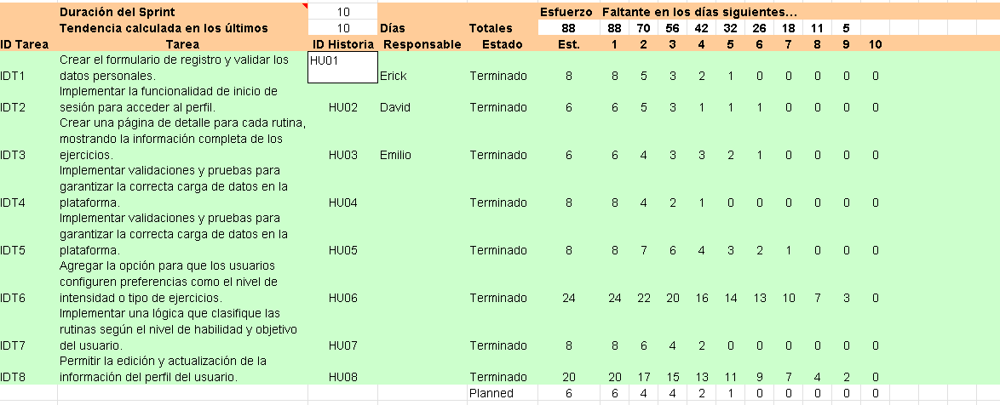 Duración del Sprint 10 Esfuerzo Faltante en los días siguientes...
Tendencia calculada en los últimos 10 Días Totales 88 88 70 56 42 32 26 18 11 5
ID Tarea Tarea ID Historia Responsable Estado Est. 1 2 3 4 5 6 7 8 9 10
Crear el formulario de registro y validar los HU01
IDT1 datos personales. Erick Terminado 8 8 5 3 2 1 0 0 0 0 0
Implementar la funcionalidad de inicio de
IDT2 sesión para acceder al perfil. HU02 David Terminado 6 6 5 3 1 1 1 0 0 0 0
Crear una página de detalle para cada rutina,
mostrando la información completa de los
IDT3 ejercicios. HU03 Emilio Terminado 6 6 4 3 3 2 1 0 0 0 0
Implementar validaciones y pruebas para
garantizar la correcta carga de datos en la
IDT4 plataforma. HU04 Terminado 8 8 4 2 1 0 0 0 0 0 0
Implementar validaciones y pruebas para
garantizar la correcta carga de datos en la
IDT5 plataforma. HU05 Terminado 8 8 7 6 4 3 2 1 0 0 0
Agregar la opción para que los usuarios
configuren preferencias como el nivel de
IDT6 intensidad o tipo de ejercicios. HU06 Terminado 24 24 22 20 16 14 13 10 7 3 0
Implementar una lógica que clasifique las
rutinas según el nivel de habilidad y objetivo
IDT7 del usuario. HU07 Terminado 8 8 6 4 2 0 0 0 0 0 0
Permitir la edición y actualización de la
IDT8 información del perfil del usuario. HU08 Terminado 20 20 17 15 13 11 9 7 4 2 0
Planned 6 6 4 4 2 1 0 0 0 0 0